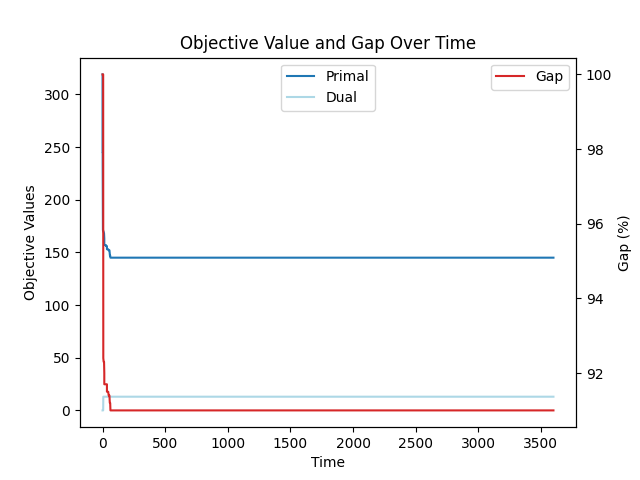 Objective Value and Gap Over Time
Primal
Dual
Gap
Objective Values
300
250
200
150
100
50
0
100
98
96
94
92
Gap (%)
0 500 1000 1500 2000 2500 3000 3500
Time